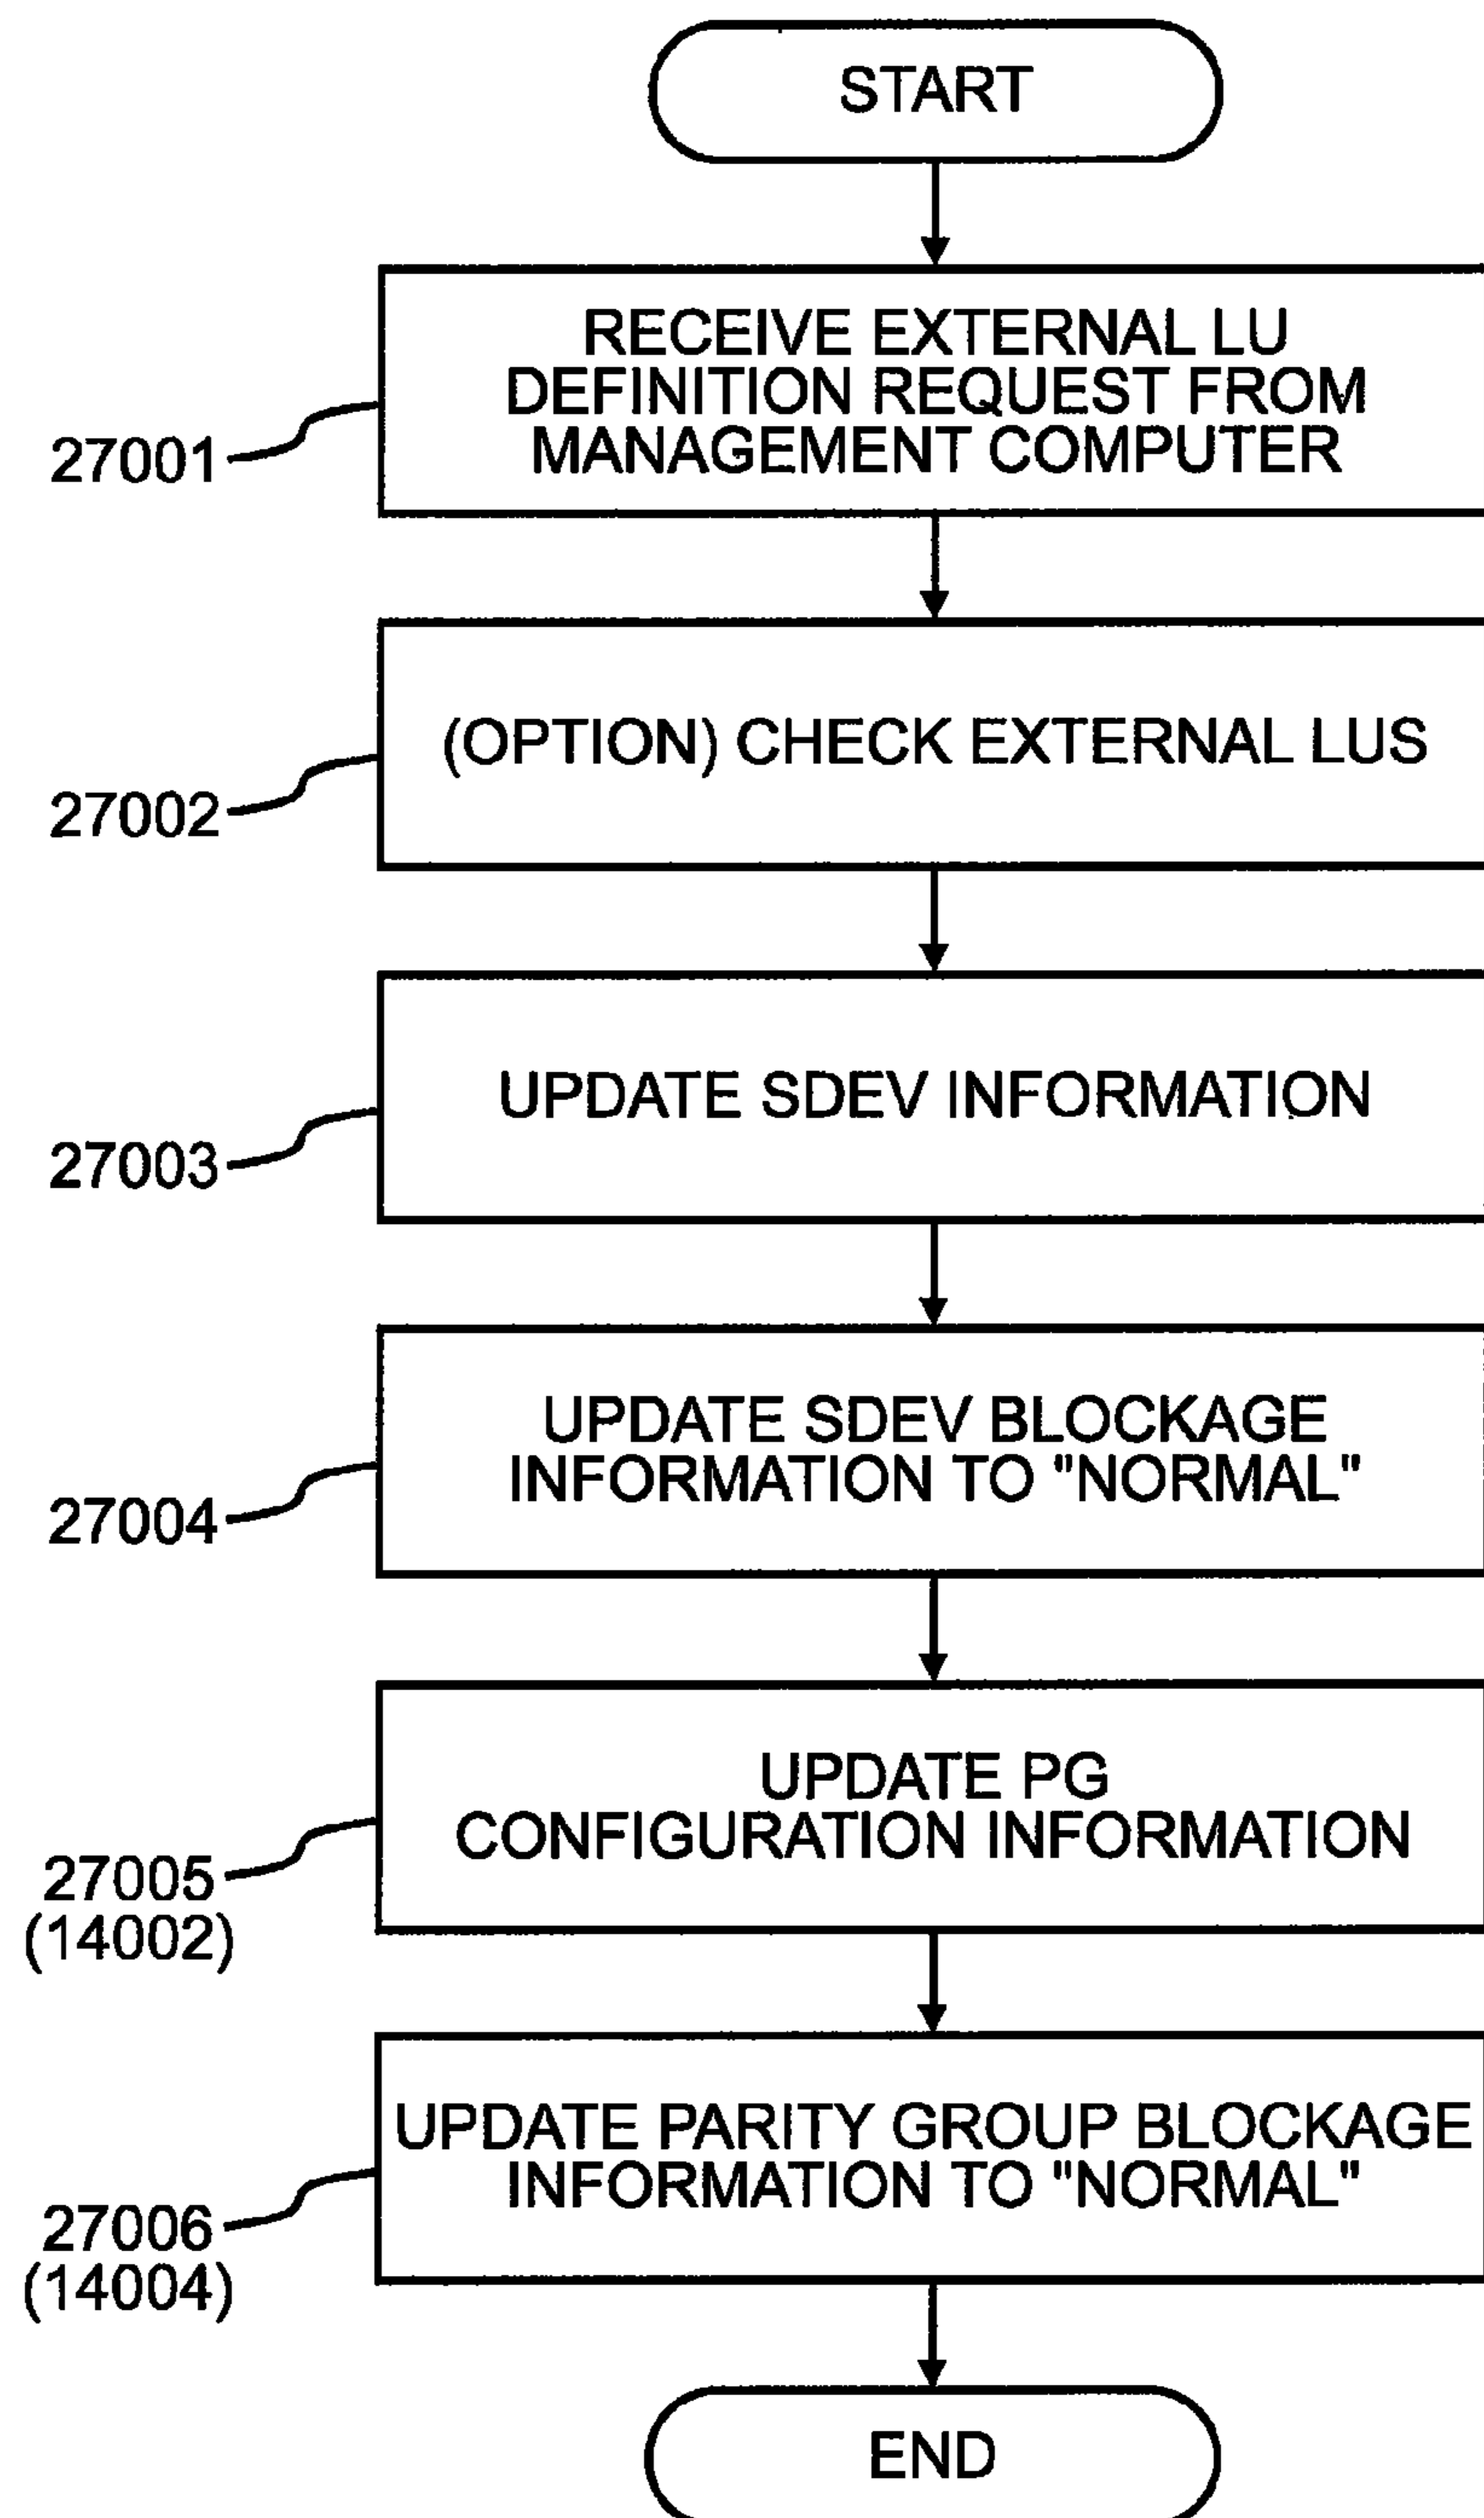 START
RECEIVE EXTERNAL LU
DEFINITION REQUEST FROM
MANAGEMENT COMPUTER
27001
(OPTION) CHECK EXTERNAL LUS
27002
UPDATE SDEV INFORMATION
27003
UPDATE SDEV BLOCKAGE
INFORMATION TO "NORMAL"
27004
UPDATE PG
CONFIGURATION INFORMATION
27005
(14002)
UPDATE PARITY GROUP BLOCKAGE
INFORMATION TO "NORMAL"
27006
(14004)
END